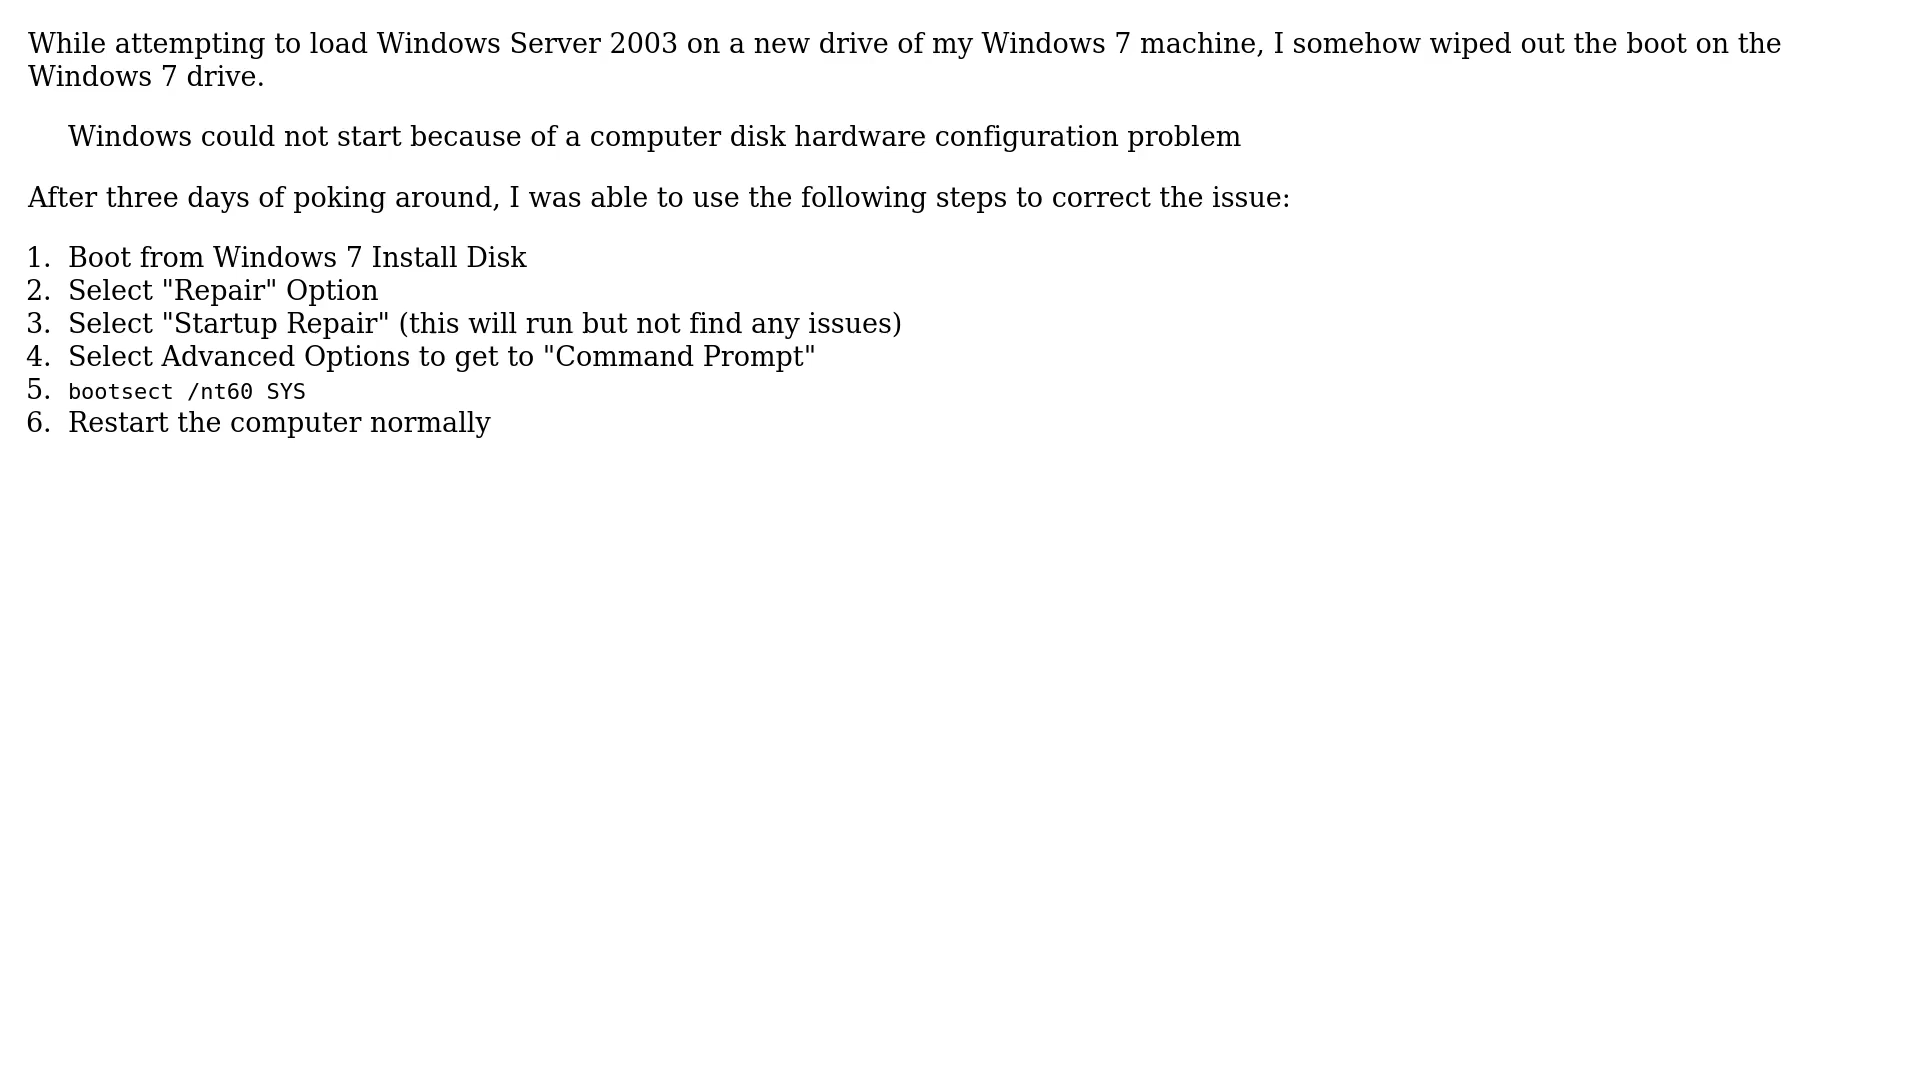 While attempting to load Windows Server 2003 on a new drive of my Windows 7 machine, I somehow wiped out the boot on the
Windows 7 drive.
Windows could not start because of a computer disk hardware configuration problem
After three days of poking around, I was able to use the following steps to correct the issue:
1. Boot from Windows 7 Install Disk
2. Select "Repair" Option
3. Select "Startup Repair" (this will run but not find any issues)
4. Select Advanced Options to get to "Command Prompt"
5. bootsect /nt60 SYS
6. Restart the computer normally